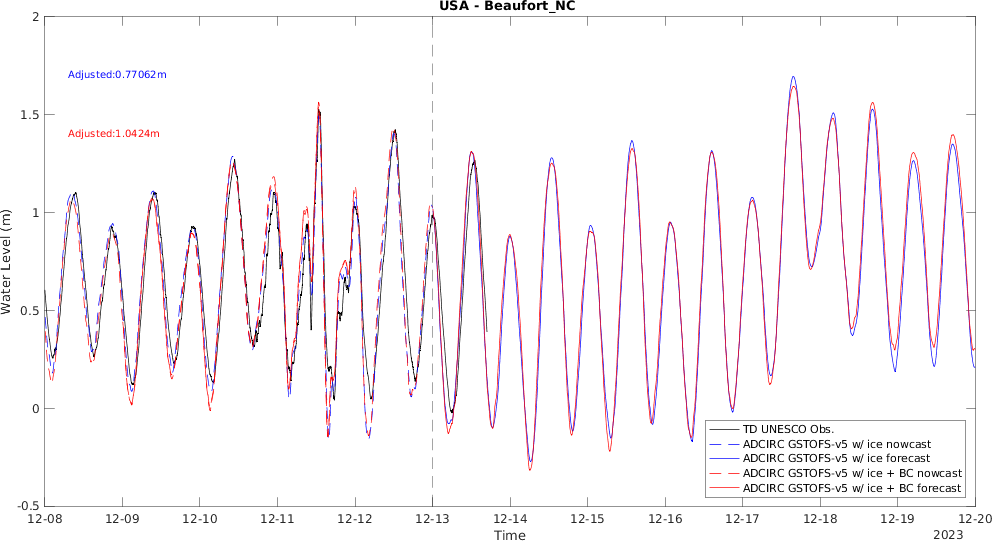 USA - Beaufort_NC
2
Adjusted:0.77062m
1.5
Adjusted:1.0424m
1
Water Level (m)
0.5
0
TD UNESCO Obs.
ADCIRC GSTOFS-v5 w/ ice nowcast
ADCIRC GSTOFS-v5 w/ ice forecast
ADCIRC GSTOFS-v5 w/ ice + BC nowcast
ADCIRC GSTOFS-v5 w/ ice + BC forecast
-0.5
12-08 12-09 12-10 12-11 12-12 12-13 12-14 12-15 12-16 12-17 12-18 12-19 12-20
Time
2023